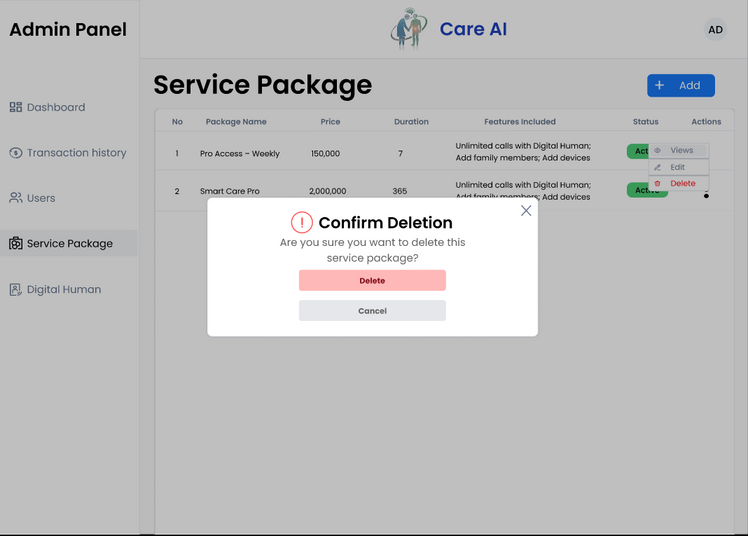 Admin Panel
Care AI
AD
Service Package
+ Add
Dashboard
Transaction history
Users
Service Package
Digital Human
No Package Name Price Duration Features Included Status Actions
1 Pro Access – Weekly 150,000 7 Unlimited calls with Digital Human;
Add family members; Add devices
Views
Edit
Delete
2 Smart Care Pro 2,000,000 365 Unlimited calls with Digital Human;
Add family members; Add devices
Confirm Deletion
Are you sure you want to delete this
service package?
Delete
Cancel